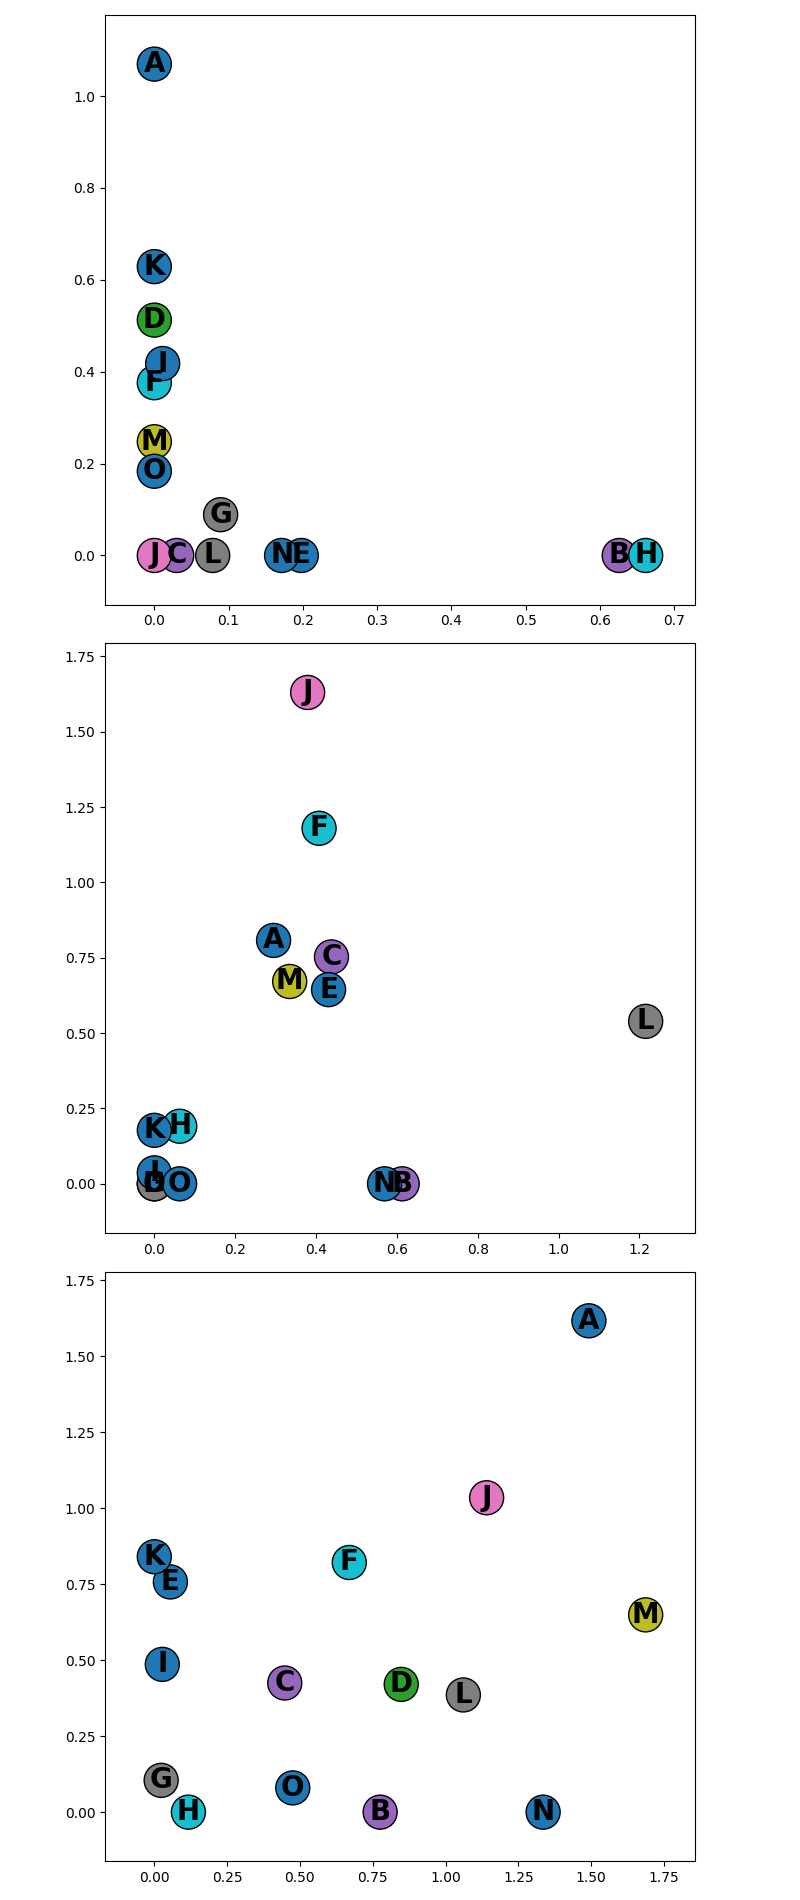 A
1.0
0.8
K
0.6
D
I
0.4
F
M
0.2
O
G
0.0
J C L N E B H
0.0 0.1 0.2 0.3 0.4 0.5 0.6 0.7
1.75
J
1.50
1.25
F
1.00
A
0.75
C
M
E
0.50
L
0.25
K H
I
0.00
D O N B
0.0 0.2 0.4 0.6 0.8 1.0 1.2
1.75
A
1.50
1.25
J
1.00
K
F
0.75
E
M
0.50
I
C D L
0.25
G
O
0.00
H B N
0.00 0.25 0.50 0.75 1.00 1.25 1.50 1.75